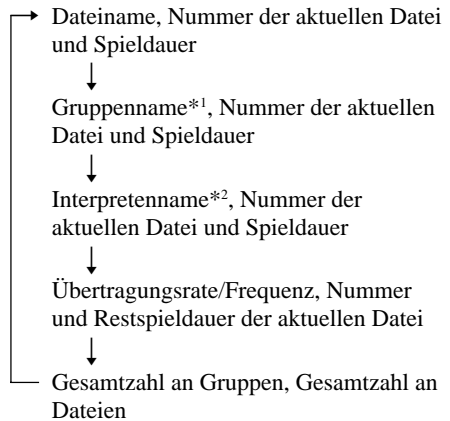 Dateiname, Nummer der aktuellen Datei
und Spieldauer
Gruppenname*¹, Nummer der aktuellen
Datei und Spieldauer
Interpretenname*², Nummer der
aktuellen Datei und Spieldauer
Übertragungsrate/Frequenz, Nummer
und Restspieldauer der aktuellen Datei
Gesamtzahl an Gruppen, Gesamtzahl an
Dateien